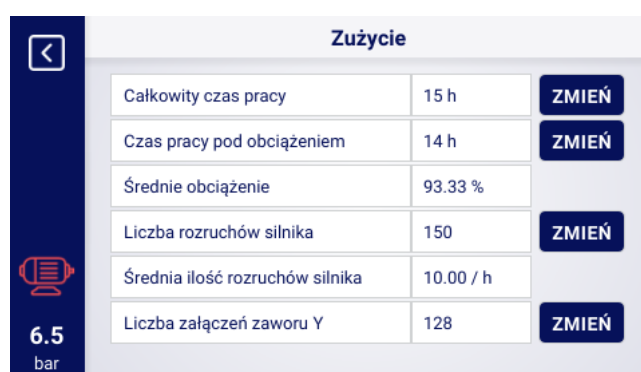 Zużycie
Całkowity czas pracy 15 h ZMIEŃ
Czas pracy pod obciążeniem 14 h ZMIEŃ
Średnie obciążenie 93.33 %
Liczba rozruchów silnika 150 ZMIEŃ
Średnia ilość rozruchów silnika 10.00 / h
Liczba załączeń zaworu Y 128 ZMIEŃ
6.5
bar